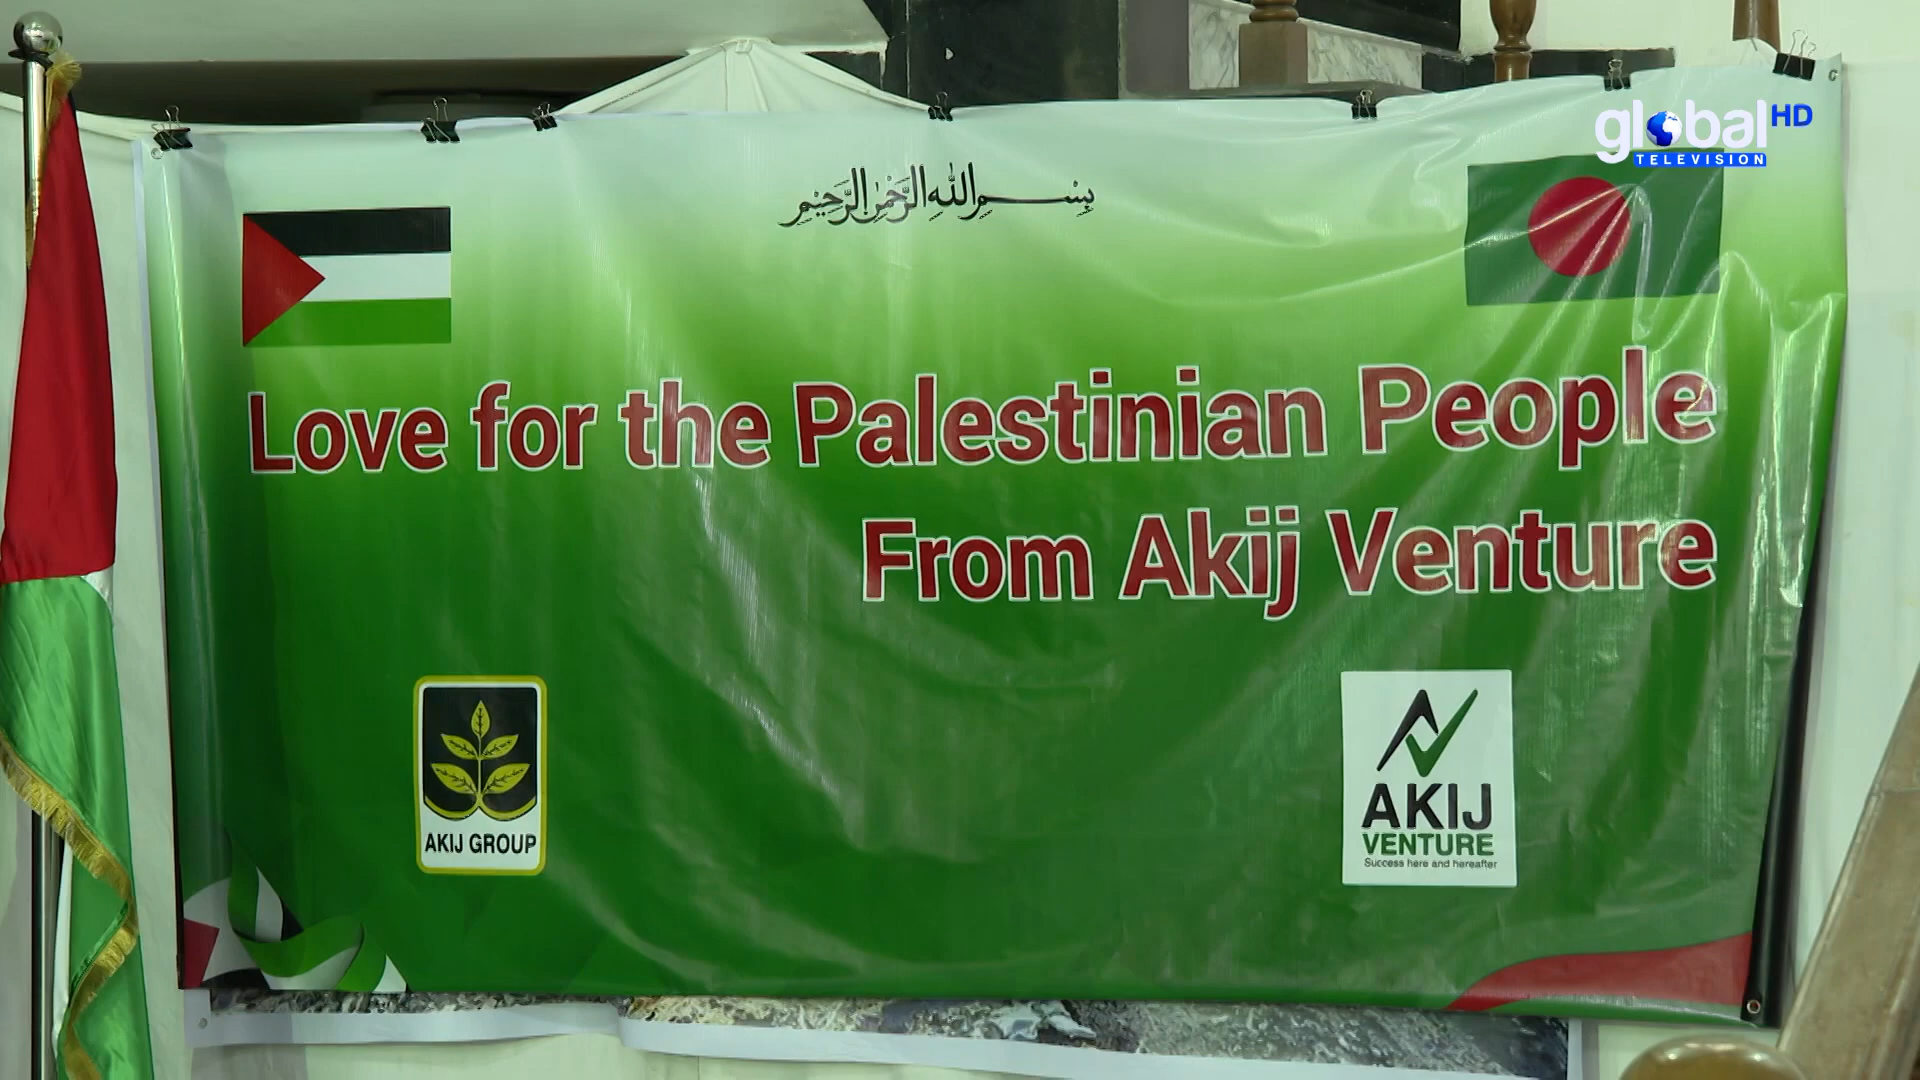 global HD
TELEVISION
بِسْمِ اللهِ الرَّحْمٰنِ الرَّحِيْمِ
Love for the Palestinian People
From Akij Venture
AKIJ GROUP
AKIJ
VENTURE
Success here and hereafter